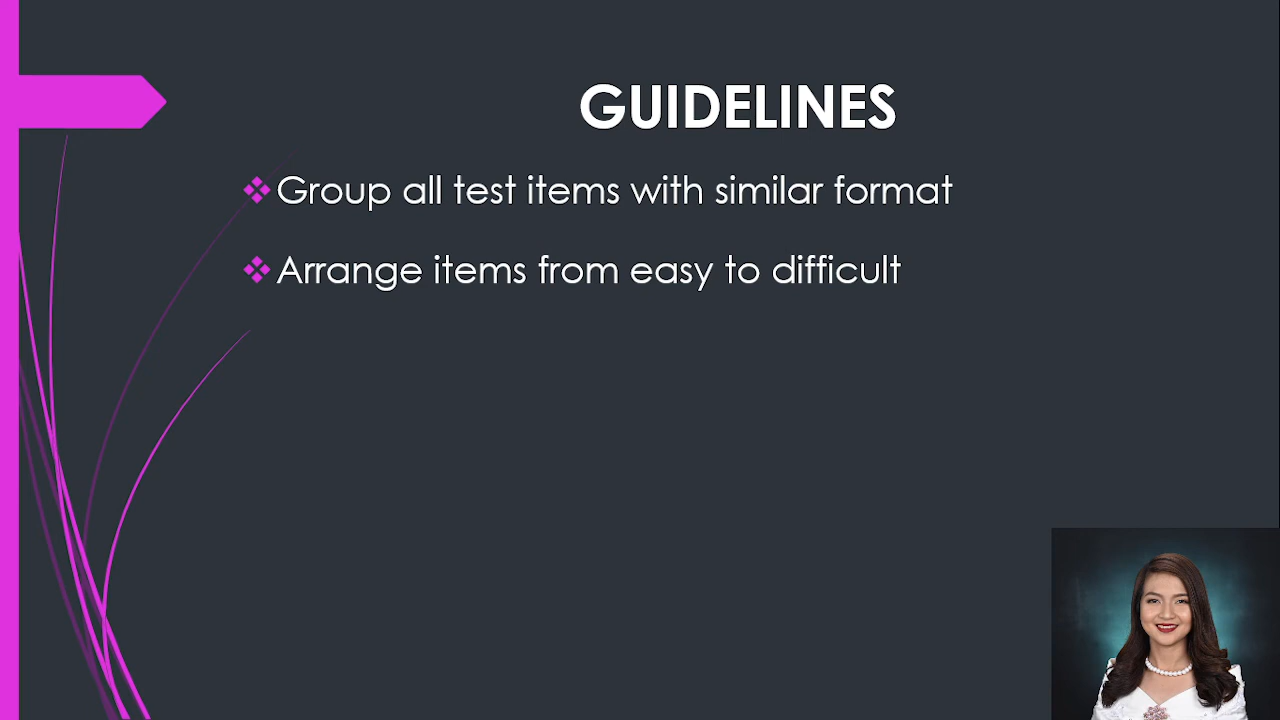 GUIDELINES
Group all test items with similar format
Arrange items from easy to difficult